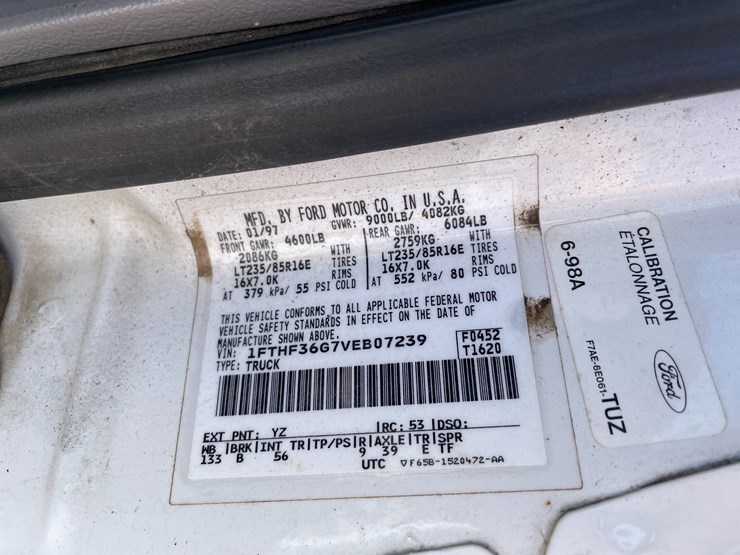 MFD. BY FORD MOTOR CO. IN U.S.A.
DATE: 01/97 GVWR: 9000LB/ 4082KG
FRONT GAWR: 4600LB REAR GAWR: 6084LB
2086KG WITH 2759KG WITH
LT235/85R16E TIRES LT235/85R16E TIRES
16X7.0K RIMS 16X7.0K RIMS
AT 379 kPa/ 55 PSI COLD AT 552 kPa/ 80 PSI COLD
THIS VEHICLE CONFORMS TO ALL APPLICABLE FEDERAL MOTOR
VEHICLE SAFETY STANDARDS IN EFFECT ON THE DATE OF
MANUFACTURE SHOWN ABOVE.
VIN: 1FTHF36G7VEB07239 F0452
TYPE: TRUCK T1620
EXT PNT: YZ RC: 53 DSO:
WB BRK INT TR TP/PS R AXLE TR SPR
133 B 56 9 39 E TF
UTC ▽F65B-1520472-AA
CALIBRATION
ÉTALONNAGE
6-98A
Ford
F7AE-6E061-TUZ